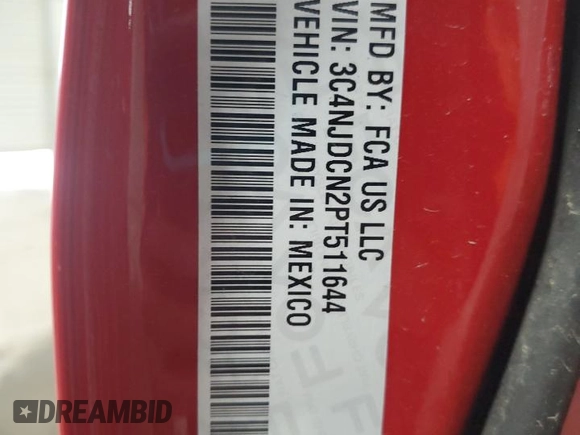 MFD BY: FCA US LLC
VIN: 3C4NJDCN2PT511644
VEHICLE MADE IN: MEXICO
DREAMBID